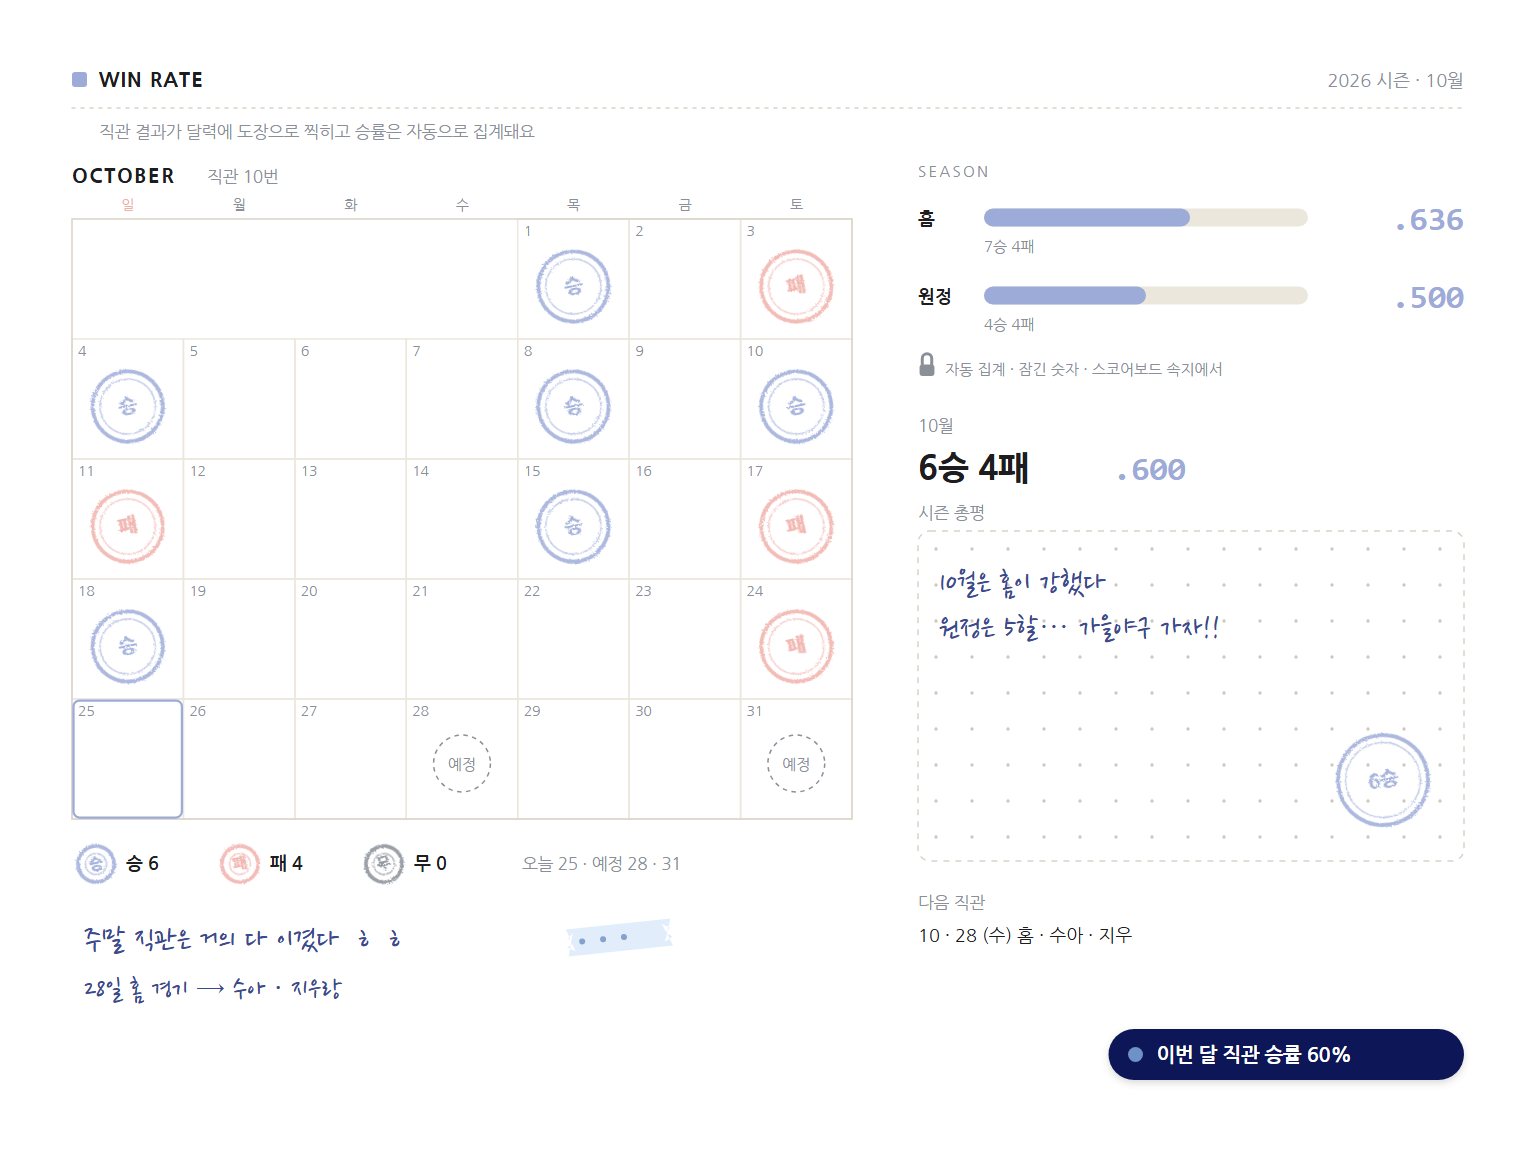 WIN RATE
2026 시즌 · 10월
직관 결과가 달력에 도장으로 찍히고 승률은 자동으로 집계돼요
OCTOBER 직관 10번
일 월 화 수 목 금 토
1 2 3
승 패
4 5 6 7 8 9 10
승 승 승
11 12 13 14 15 16 17
패 승 패
18 19 20 21 22 23 24
승 패
25 26 27 28 29 30 31
예정 예정
승 승 6 패 패 4 무 무 0 오늘 25 · 예정 28 · 31
주말 직관은 거의 다 이겼다 ㅎ ㅎ
28일 홈 경기 → 수아 · 지우랑
SEASON
홈 .636
7승 4패
원정 .500
4승 4패
자동 집계 · 잠긴 숫자 · 스코어보드 속지에서
10월
6승 4패 .600
시즌 총평
10월은 홈이 강했다
원정은 5할··· 가을야구 가자!!
6승
다음 직관
10 · 28 (수) 홈 · 수아 · 지우
이번 달 직관 승률 60%